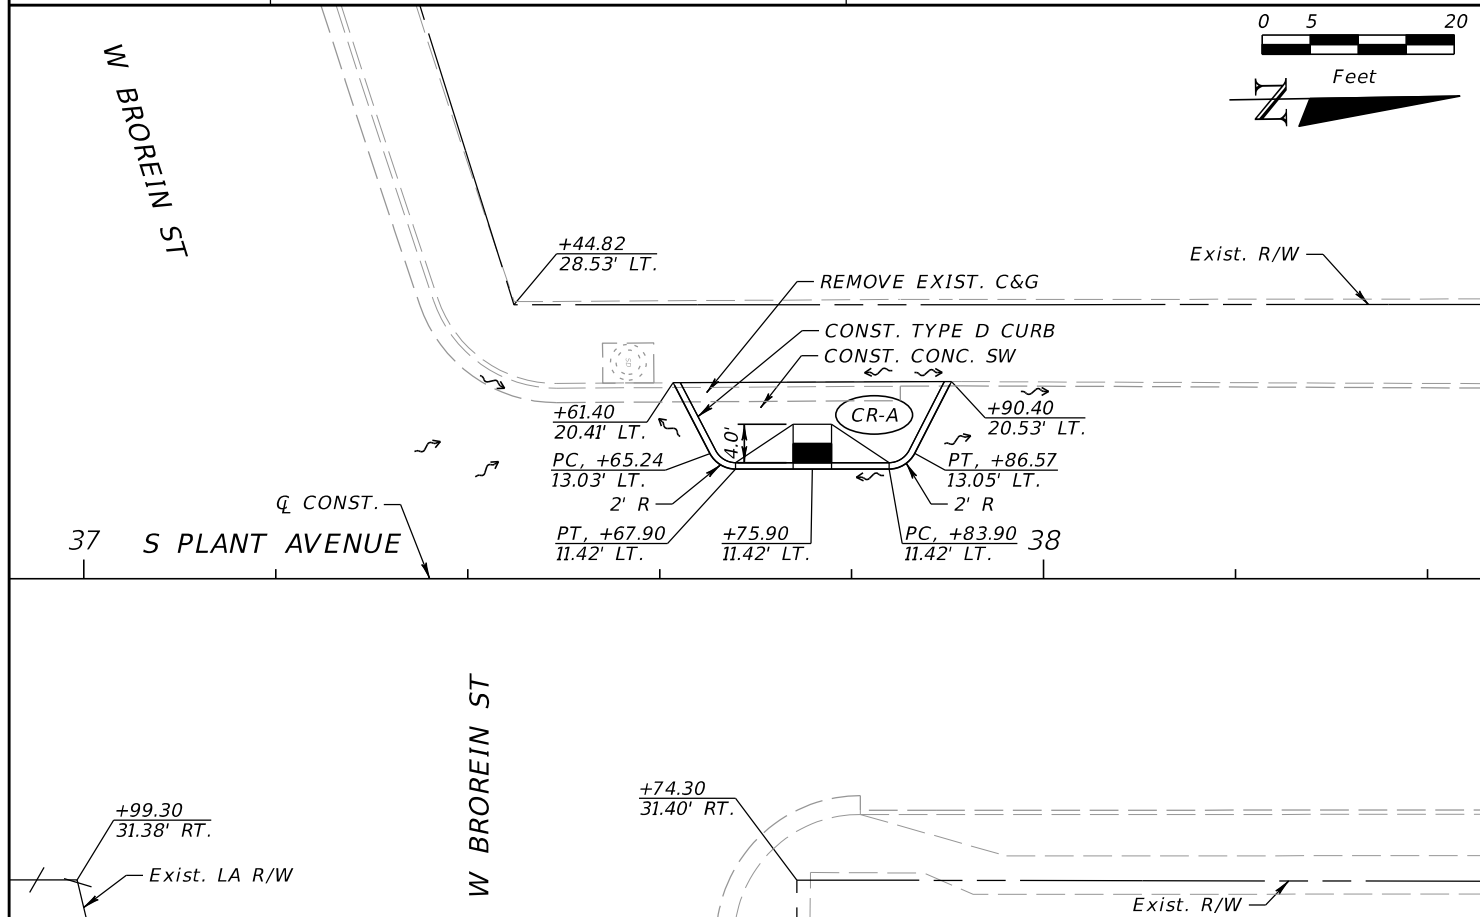 0 5 20
Feet
N
W BROREIN ST
+44.82
28.53' LT.
Exist. R/W
REMOVE EXIST. C&G
CONST. TYPE D CURB
CONST. CONC. SW
CR-A
+61.40
20.41' LT.
4.0'
+90.40
20.53' LT.
PC, +65.24
13.03' LT.
PT, +86.57
13.05' LT.
2' R
2' R
℄ CONST.
PT, +67.90
11.42' LT.
+75.90
11.42' LT.
PC, +83.90
11.42' LT.
37
S PLANT AVENUE
38
W BROREIN ST
+74.30
31.40' RT.
+99.30
31.38' RT.
Exist. LA R/W
Exist. R/W